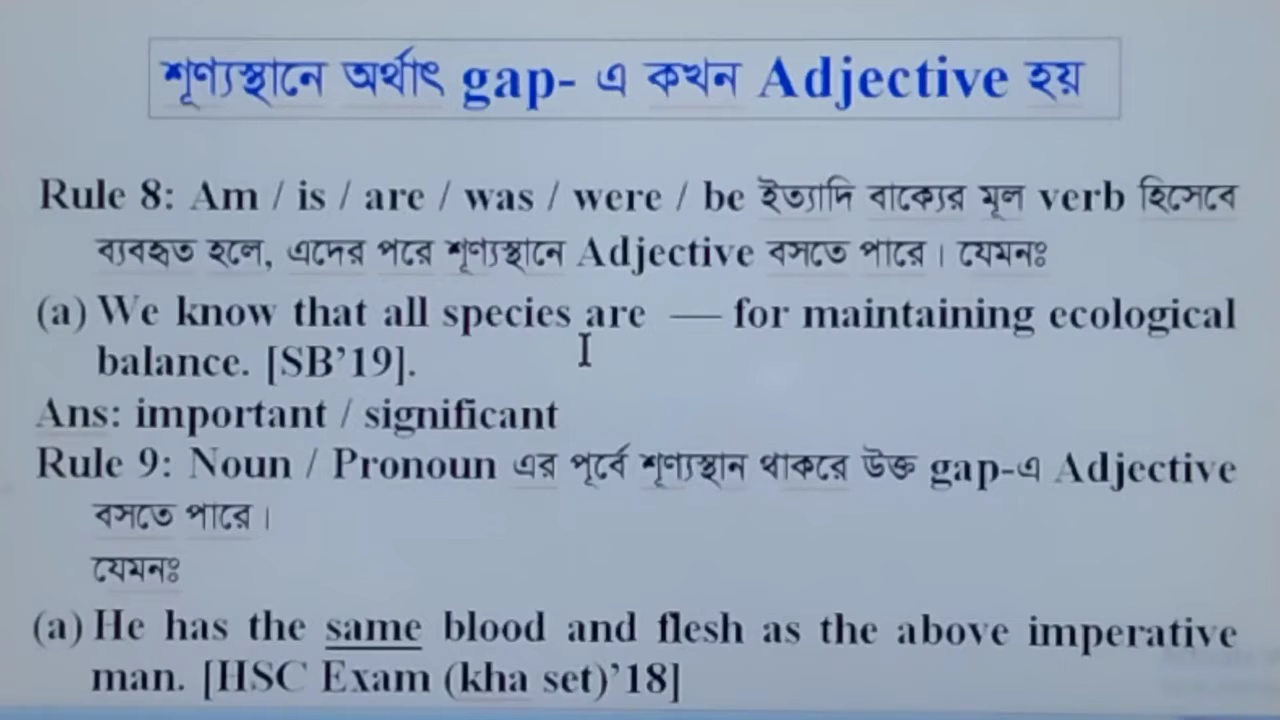 শূণ্যস্থানে অর্থাৎ gap- এ কখন Adjective হয়
Rule 8: Am / is / are / was / were / be ইত্যাদি বাক্যের মূল verb হিসেবে
ব্যবহৃত হলে, এদের পরে শূণ্যস্থানে Adjective বসতে পারে। যেমনঃ
(a) We know that all species are — for maintaining ecological
balance. [SB’19].
Ans: important / significant
Rule 9: Noun / Pronoun এর পূর্বে শূণ্যস্থান থাকরে উক্ত gap-এ Adjective
বসতে পারে।
যেমনঃ
(a) He has the same blood and flesh as the above imperative
man. [HSC Exam (kha set)’18]